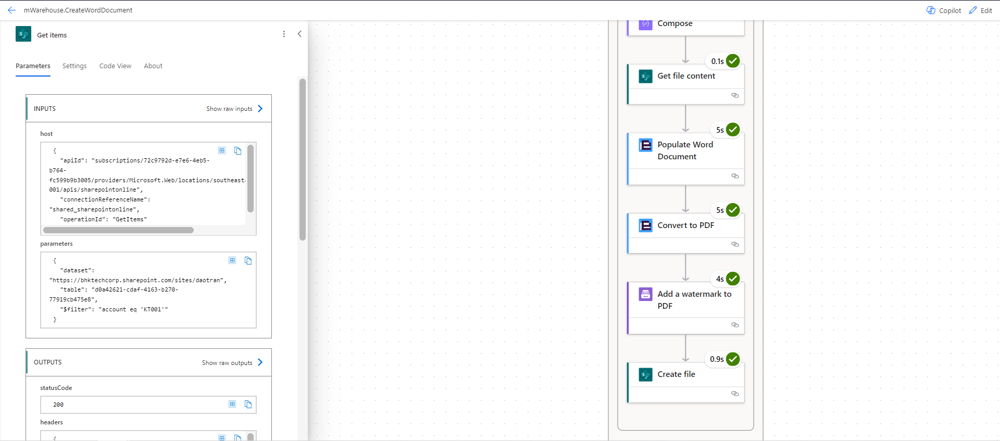 mWarehouse.CreateWordDocument
Copilot
Edit
Get items
Parameters
Settings
Code View
About
INPUTS
Show raw inputs
host
{
"apiId": "subscriptions/72c9792d-e7e6-4eb5-
b764-
fc599b9b3005/providers/Microsoft.Web/locations/southeast
001/apis/sharepointonline",
"connectionReferenceName":
"shared_sharepointonline",
"operationId": "GetItems"
parameters
{
"dataset":
"https://bhktechcorp.sharepoint.com/sites/daotran",
"table": "d0a42621-cdaf-4163-b270-
77919cb475e8",
"$filter": "account eq 'KT001'"
}
OUTPUTS
Show raw outputs
statusCode
200
headers
{
Compose
0.1s
Get file content
5s
Populate Word
Document
5s
Convert to PDF
4s
Add a watermark to
PDF
0.9s
Create file